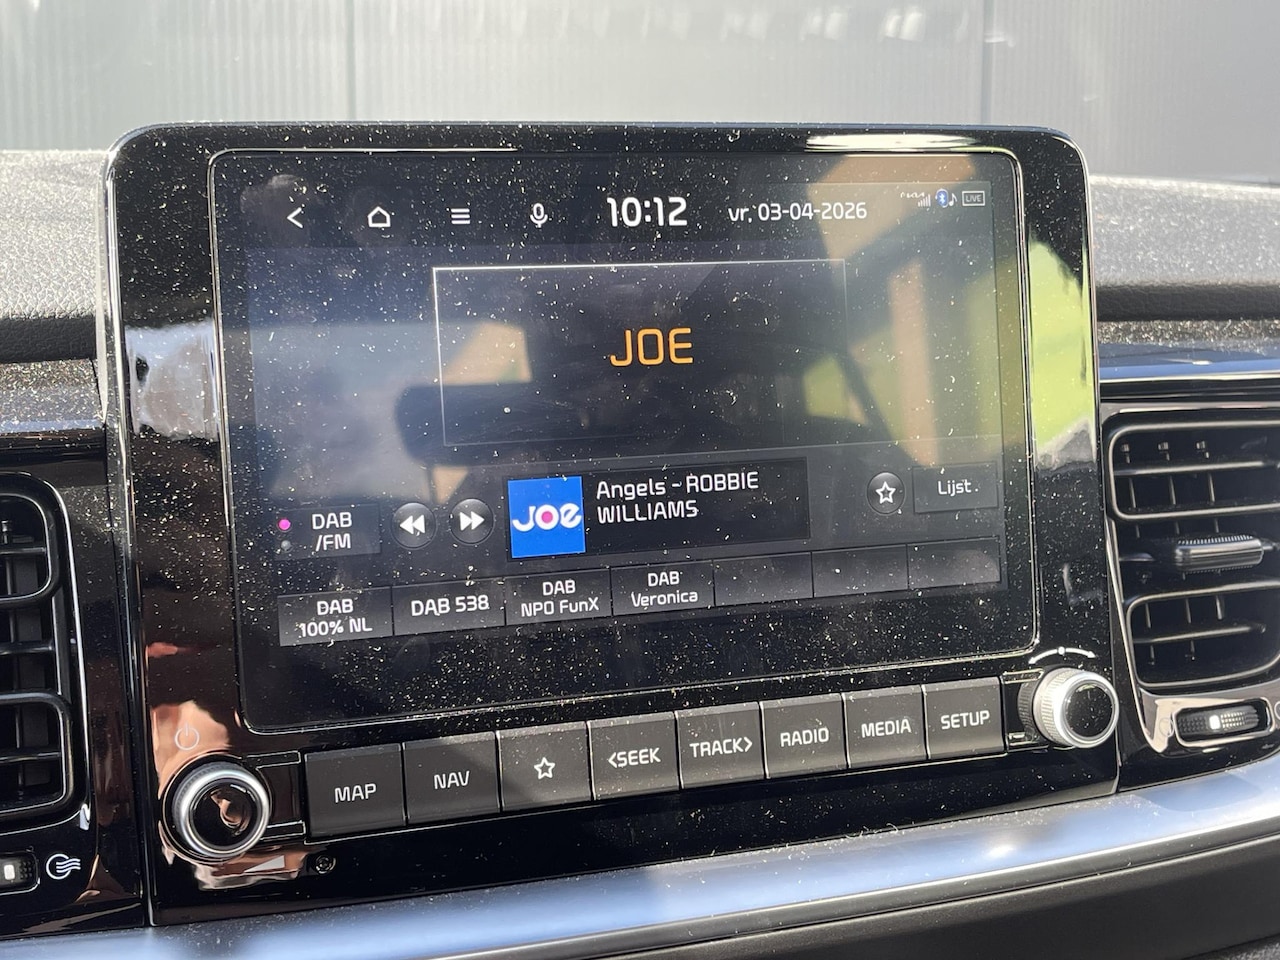 10:12
vr. 03-04-2026
LIVE
JOE
DAB
/FM
JOE
Angels - ROBBIE
WILLIAMS
Lijst
DAB
100% NL
DAB 538
DAB
NPO FunX
DAB
Veronica
MAP
NAV
<SEEK
TRACK>
RADIO
MEDIA
SETUP